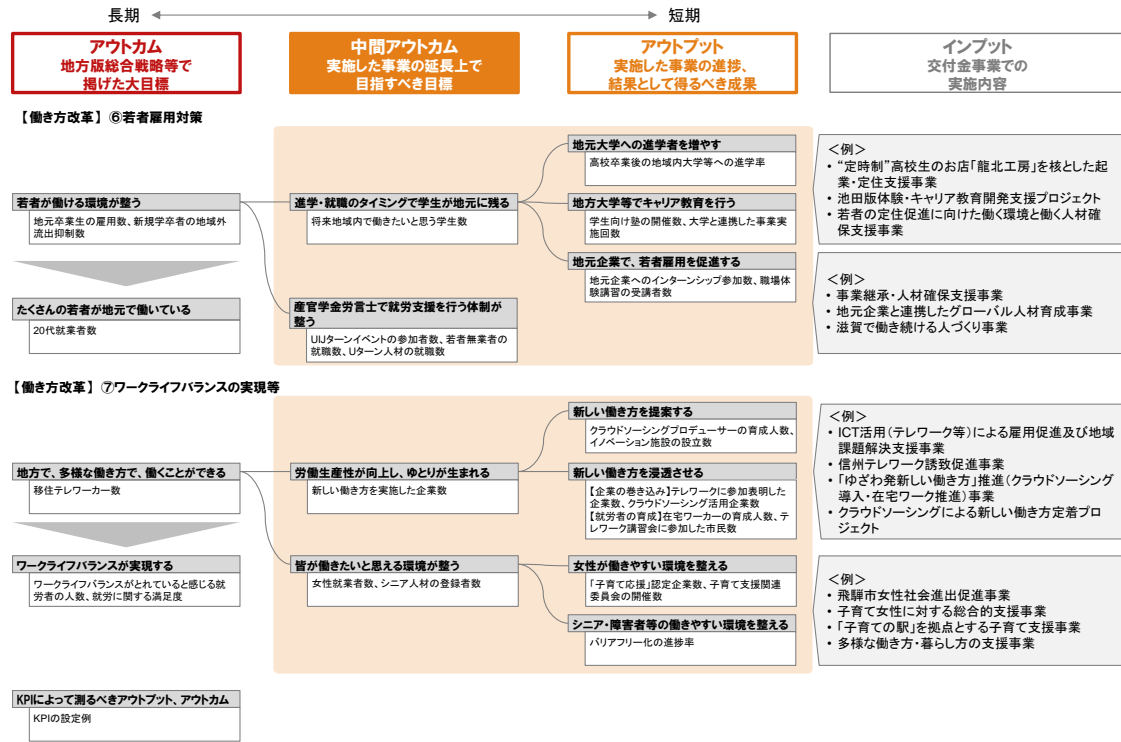 長期
短期
アウトカム
地方版総合戦略等で
掲げた大目標
中間アウトカム
実施した事業の延長上で
目指すべき目標
アウトプット
実施した事業の進捗、
結果として得るべき成果
インプット
交付金事業での
実施内容
【働き方改革】 ⑥若者雇用対策
若者が働ける環境が整う
地元卒業生の雇用数、新規学卒者の地域外
流出抑制数
たくさんの若者が地元で働いている
20代就業者数
進学・就職のタイミングで学生が地元に残る
将来地域内で働きたいと思う学生数
産官学金労言士で就労支援を行う体制が
整う
UIJターンイベントの参加者数、若者無業者の
就職数、Uターン人材の就職数
地元大学への進学者を増やす
高校卒業後の地域内大学等への進学率
地方大学等でキャリア教育を行う
学生向け塾の開催数、大学と連携した事業実
施回数
地元企業で、若者雇用を促進する
地元企業へのインターンシップ参加数、職場体
験講習の受講者数
＜例＞
• “定時制”高校生のお店「龍北工房」を核とした起
業・定住支援事業
• 池田版体験・キャリア教育開発支援プロジェクト
• 若者の定住促進に向けた働く環境と働く人材確
保支援事業
＜例＞
• 事業継承・人材確保支援事業
• 地元企業と連携したグローバル人材育成事業
• 滋賀で働き続ける人づくり事業
【働き方改革】 ⑦ワークライフバランスの実現等
地方で、多様な働き方で、働くことができる
移住テレワーカー数
ワークライフバランスが実現する
ワークライフバランスがとれていると感じる就
労者の人数、就労に関する満足度
労働生産性が向上し、ゆとりが生まれる
新しい働き方を実施した企業数
皆が働きたいと思える環境が整う
女性就業者数、シニア人材の登録者数
新しい働き方を提案する
クラウドソーシングプロデューサーの育成人数、
イノベーション施設の設立数
新しい働き方を浸透させる
【企業の巻き込み】テレワークに参加表明した
企業数、クラウドソーシング活用企業数
【就労者の育成】在宅ワーカーの育成人数、テ
レワーク講習会に参加した市民数
女性が働きやすい環境を整える
「子育て応援」認定企業数、子育て支援関連
委員会の開催数
シニア・障害者等の働きやすい環境を整える
バリアフリー化の進捗率
＜例＞
• ICT活用（テレワーク等）による雇用促進及び地域
課題解決支援事業
• 信州テレワーク誘致促進事業
• 「ゆざわ発新しい働き方」推進（クラウドソーシング
導入・在宅ワーク推進）事業
• クラウドソーシングによる新しい働き方定着プロ
ジェクト
＜例＞
• 飛騨市女性社会進出促進事業
• 子育て女性に対する総合的支援事業
• 「子育ての駅」を拠点とする子育て支援事業
• 多様な働き方・暮らし方の支援事業
KPIによって測るべきアウトプット、アウトカム
KPIの設定例